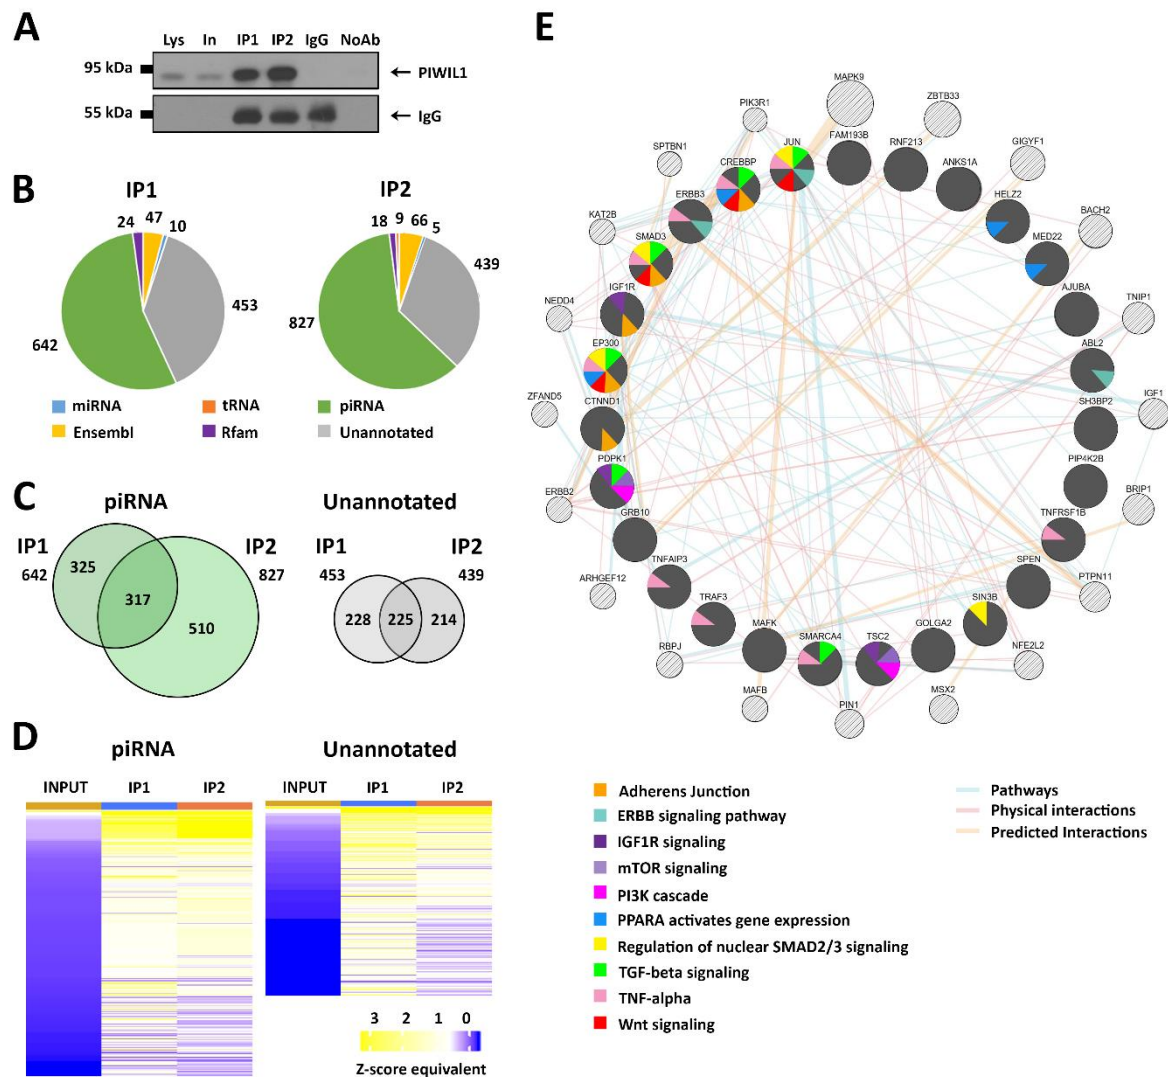 A
Lys In IP1 IP2 IgG NoAb
95 kDa
PIWIL1
55 kDa
IgG
B
IP1
24 47 10
453
642
IP2
18 9 66 5
439
827
miRNA tRNA piRNA
Ensembl Rfam Unannotated
C
piRNA
IP1
642
IP2
827
325
317
510
Unannotated
IP1
453
IP2
439
228 225 214
D
piRNA
INPUT IP1 IP2
Unannotated
INPUT IP1 IP2
3 2 1 0
Z-score equivalent
E
MAPK9
PIK3R1
ZBTB33
JUN
FAM193B
RNF213
SPTBN1
CREBBP
ANKS1A
GIGYF1
ERBB3
HELZ2
KAT2B
BACH2
SMAD3
MED22
NEDD4
IGF1R
AJUBA
TNIP1
EP300
ABL2
ZFAND5
CTNND1
SH3BP2
IGF1
PDPK1
PIP4K2B
ERBB2
BRIP1
GRB10
TNFRSF1B
ARHGEF12
TNFAIP3
SPEN
PTPN11
TRAF3
SIN3B
MAFK
SMARCA4
TSC2
GOLGA2
RBPJ
NFE2L2
MAFB
PIN1
MSX2
Adherens Junction
ERBB signaling pathway
IGF1R signaling
mTOR signaling
PI3K cascade
PPARA activates gene expression
Regulation of nuclear SMAD2/3 signaling
TGF-beta signaling
TNF-alpha
Wnt signaling
Pathways
Physical interactions
Predicted Interactions